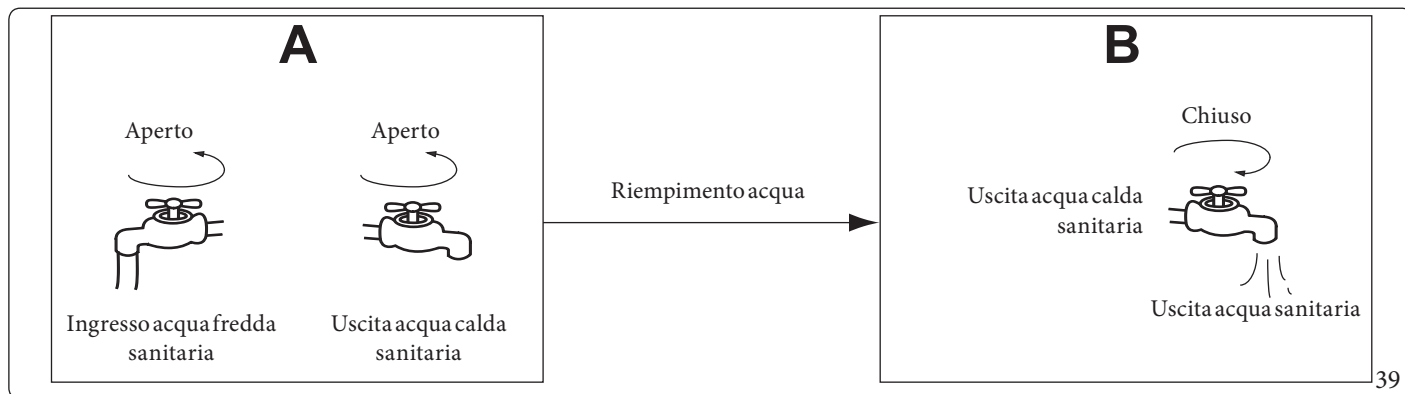 A
Aperto
Aperto
Ingresso acqua fredda
sanitaria
Uscita acqua calda
sanitaria
Riempimento acqua
B
Chiuso
Uscita acqua calda
sanitaria
Uscita acqua sanitaria
39